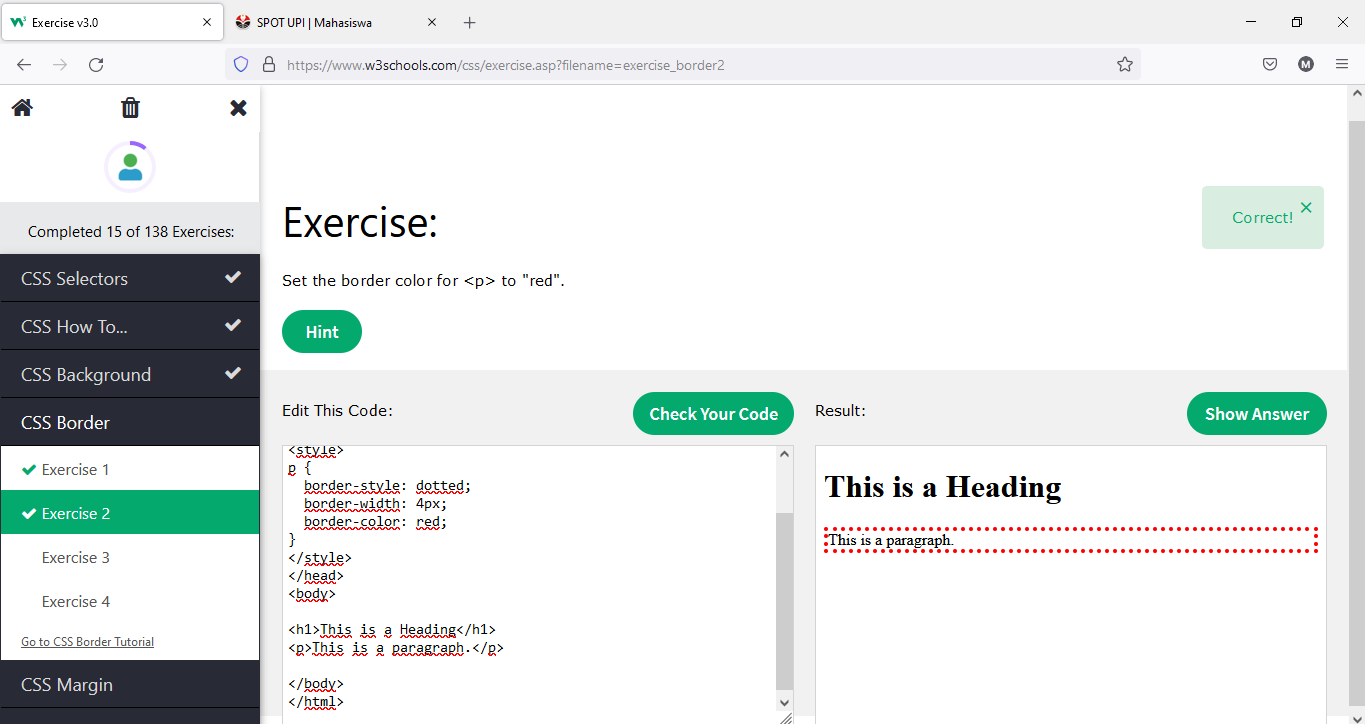 Exercise v3.0
SPOT UPI | Mahasiswa
https://www.w3schools.com/css/exercise.asp?filename=exercise_border2
M
Completed 15 of 138 Exercises:
CSS Selectors
CSS How To...
CSS Background
CSS Border
Exercise 1
Exercise 2
Exercise 3
Exercise 4
Go to CSS Border Tutorial
CSS Margin
Exercise:
Correct!
Set the border color for <p> to "red".
Hint
Edit This Code:
Check Your Code
<style>
p {
  border-style: dotted;
  border-width: 4px;
  border-color: red;
}
</style>
</head>
<body>
<h1>This is a Heading</h1>
<p>This is a paragraph.</p>
</body>
</html>
Result:
Show Answer
This is a Heading
This is a paragraph.